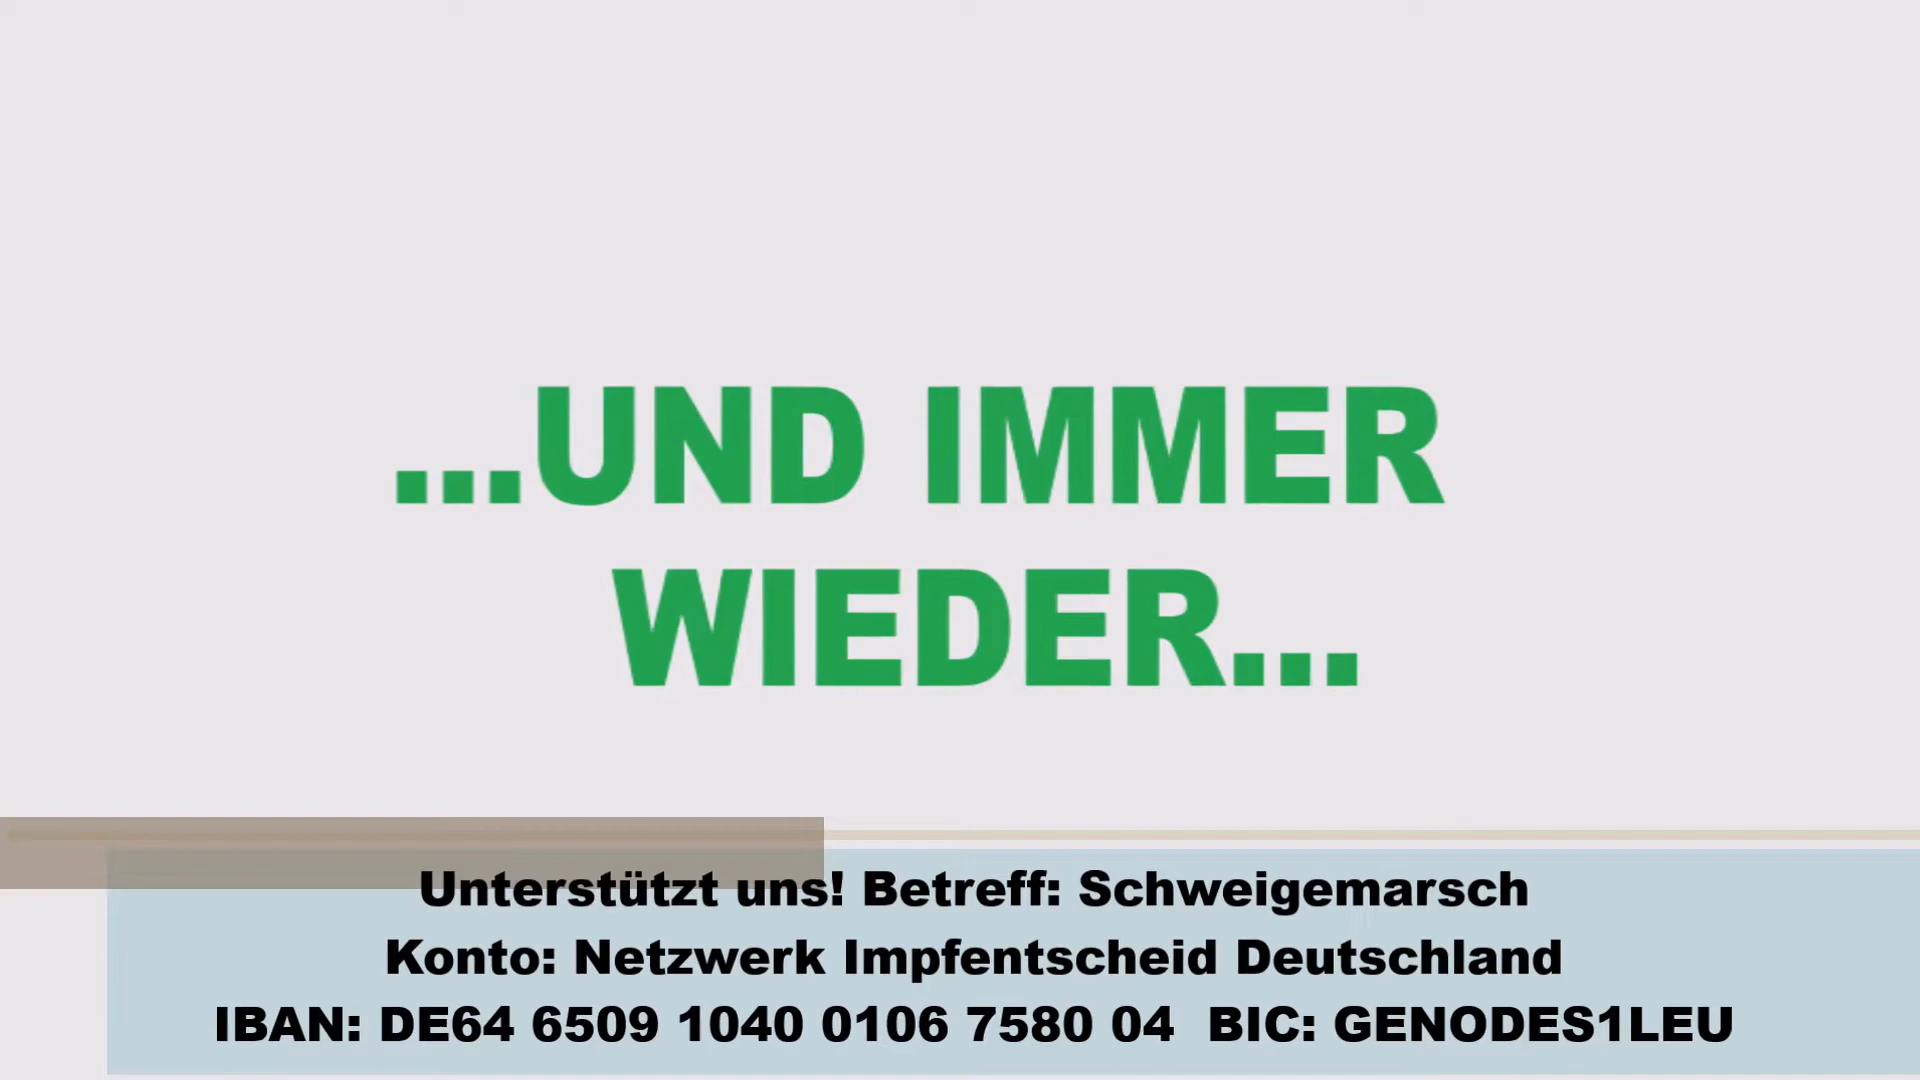 ...UND IMMER
WIEDER...
Unterstützt uns! Betreff: Schweigemarsch
Konto: Netzwerk Impfentscheid Deutschland
IBAN: DE64 6509 1040 0106 7580 04 BIC: GENODES1LEU